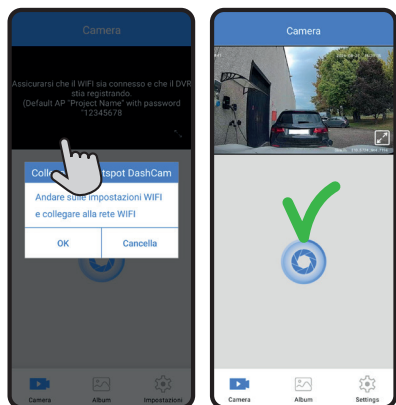 Camera
Assicurarsi che il WIFI sia connesso e che il DVR
stia registrando.
(Default AP "Project Name" with password
"12345678
Andare sulle impostazioni WIFI
e collegare alla rete WIFI
OK
Cancella
Camera
Album
Impostazioni
Camera
Camera
Album
Settings